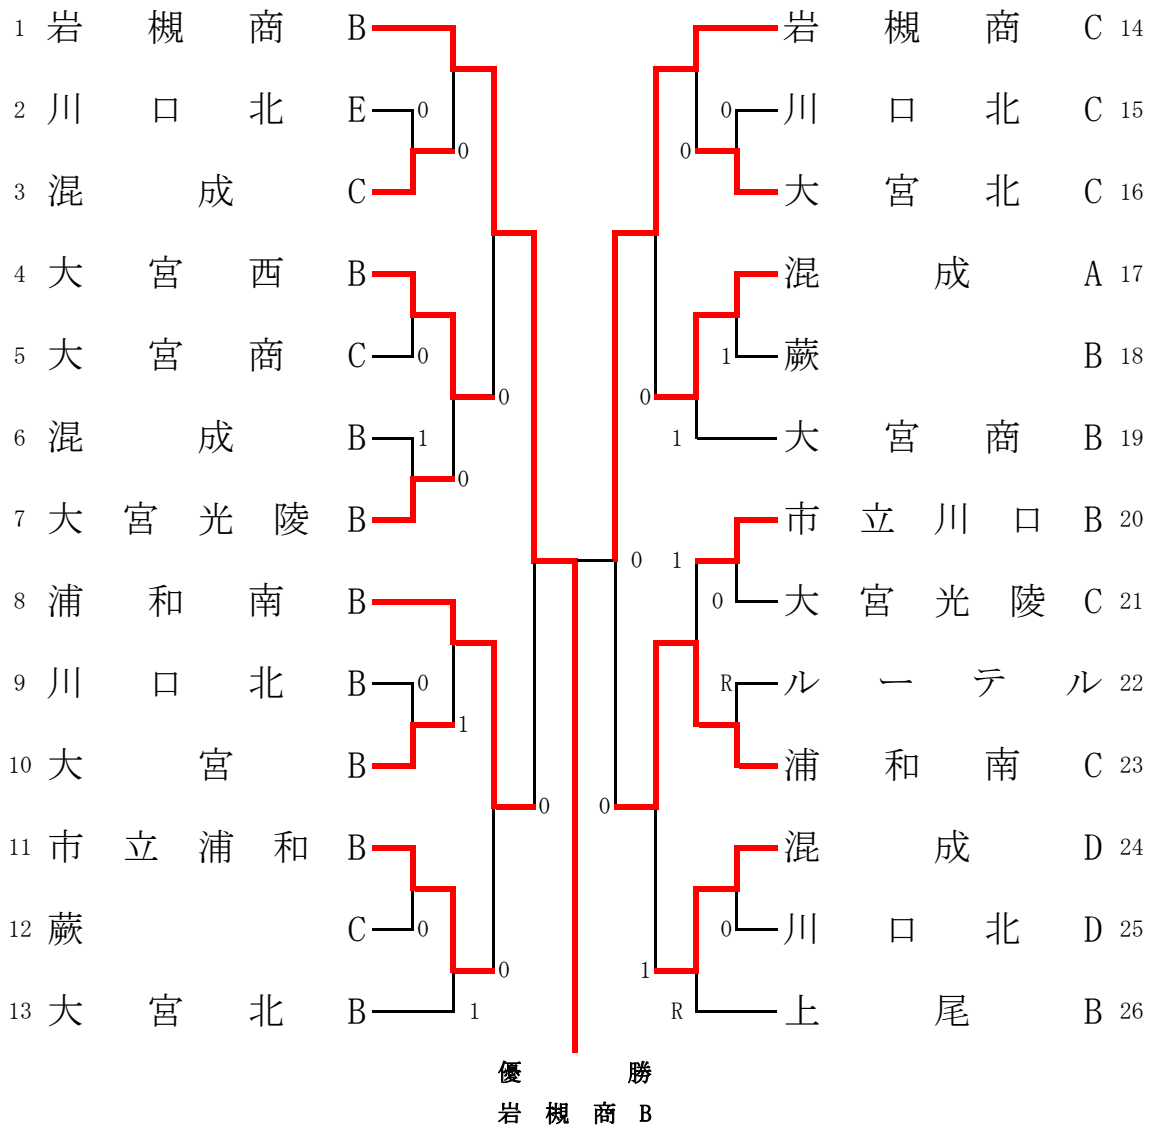 1 岩槻商 B
岩槻商 C 14
2 川口北 E 0
0 川口北 C 15
0
0
3 混成 C
大宮北 C 16
4 大宮西 B
混成 A 17
5 大宮商 C 0
1 蕨 B 18
0
0
6 混成 B 1
1 大宮商 B 19
0
7 大宮光陵 B
市立川口 B 20
0 1
8 浦和南 B
0 大宮光陵 C 21
9 川口北 B 0
R ルーテル 22
1
10 大宮 B
浦和南 C 23
0
0
11 市立浦和 B
混成 D 24
12 蕨 C 0
0 川口北 D 25
0
1
13 大宮北 B 1
R 上尾 B 26
優勝
岩槻商B